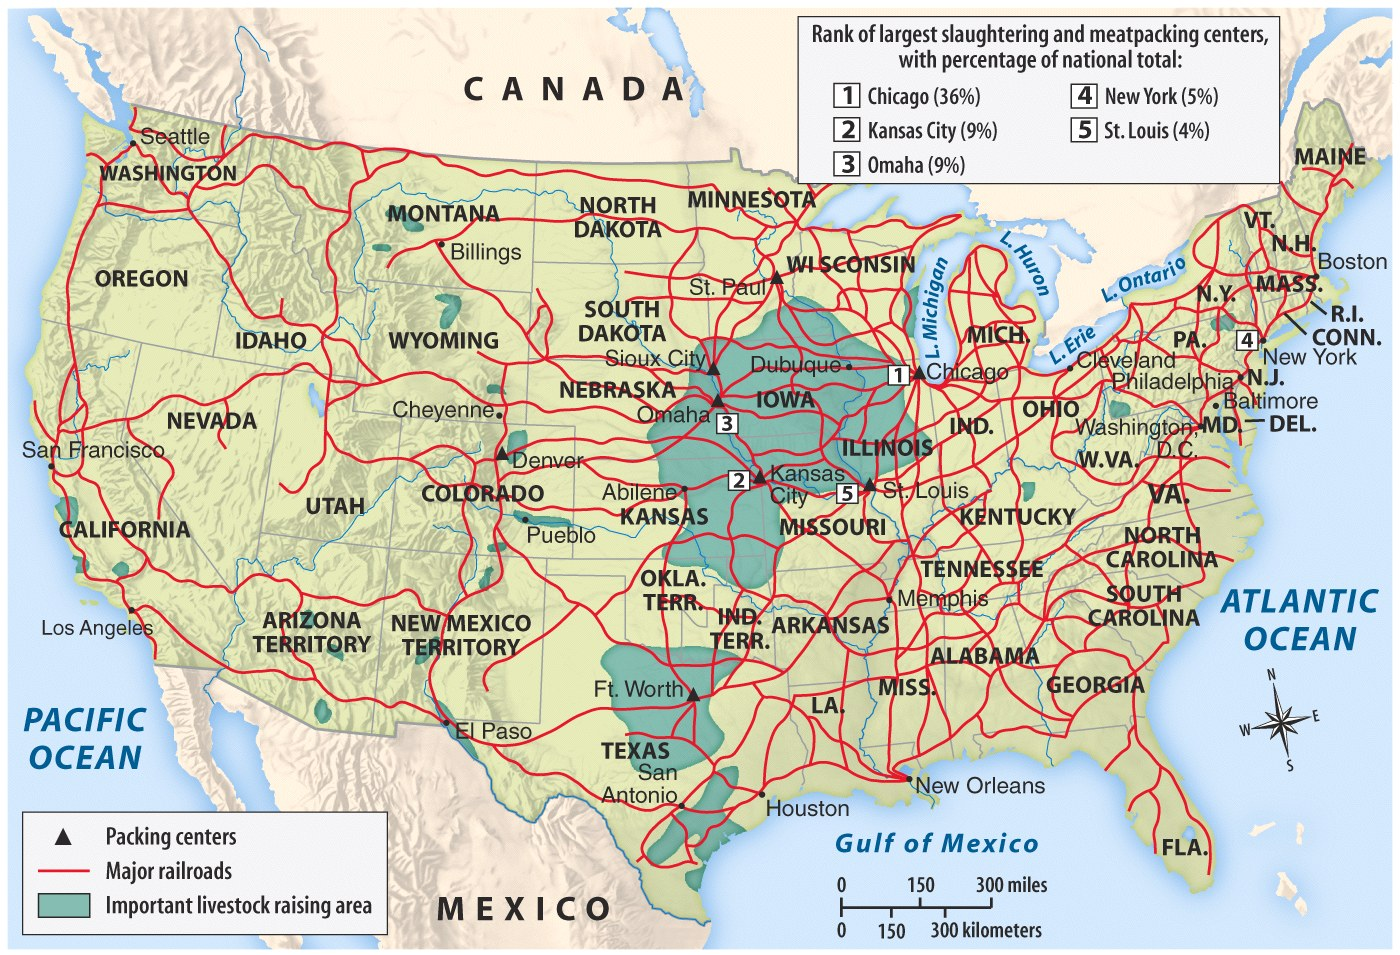 Rank of largest slaughtering and meatpacking centers,
with percentage of national total:
1 Chicago (36%)
2 Kansas City (9%)
3 Omaha (9%)
4 New York (5%)
5 St. Louis (4%)
CANADA
Seattle
WASHINGTON
MONTANA
Billings
NORTH
DAKOTA
MINNESOTA
MAINE
VT.
N.H.
Boston
MASS.
R.I.
CONN.
N.Y.
L. Ontario
L. Huron
L. Michigan
L. Erie
OREGON
IDAHO
WYOMING
SOUTH
DAKOTA
St. Paul
WISCONSIN
MICH.
PA.
4
New York
Sioux City
Dubuque
1
Chicago
Cleveland
Philadelphia
N.J.
NEBRASKA
IOWA
Omaha
3
Cheyenne
NEVADA
OHIO
IND.
Baltimore
Washington,
D.C.
MD.
DEL.
San Francisco
Denver
ILLINOIS
W.VA.
UTAH
COLORADO
Abilene
KANSAS
2
Kansas
City
5
St. Louis
KENTUCKY
VA.
CALIFORNIA
Pueblo
MISSOURI
NORTH
CAROLINA
OKLA.
TERR.
TENNESSEE
SOUTH
CAROLINA
Los Angeles
ARIZONA
TERRITORY
NEW MEXICO
TERRITORY
IND.
TERR.
ARKANSAS
Memphis
ATLANTIC
OCEAN
ALABAMA
MISS.
GEORGIA
Ft. Worth
LA.
PACIFIC
OCEAN
El Paso
TEXAS
San
Antonio
Houston
New Orleans
FLA.
Gulf of Mexico
MEXICO
N
W
E
S
Packing centers
Major railroads
Important livestock raising area
0 150 300 miles
0 150 300 kilometers